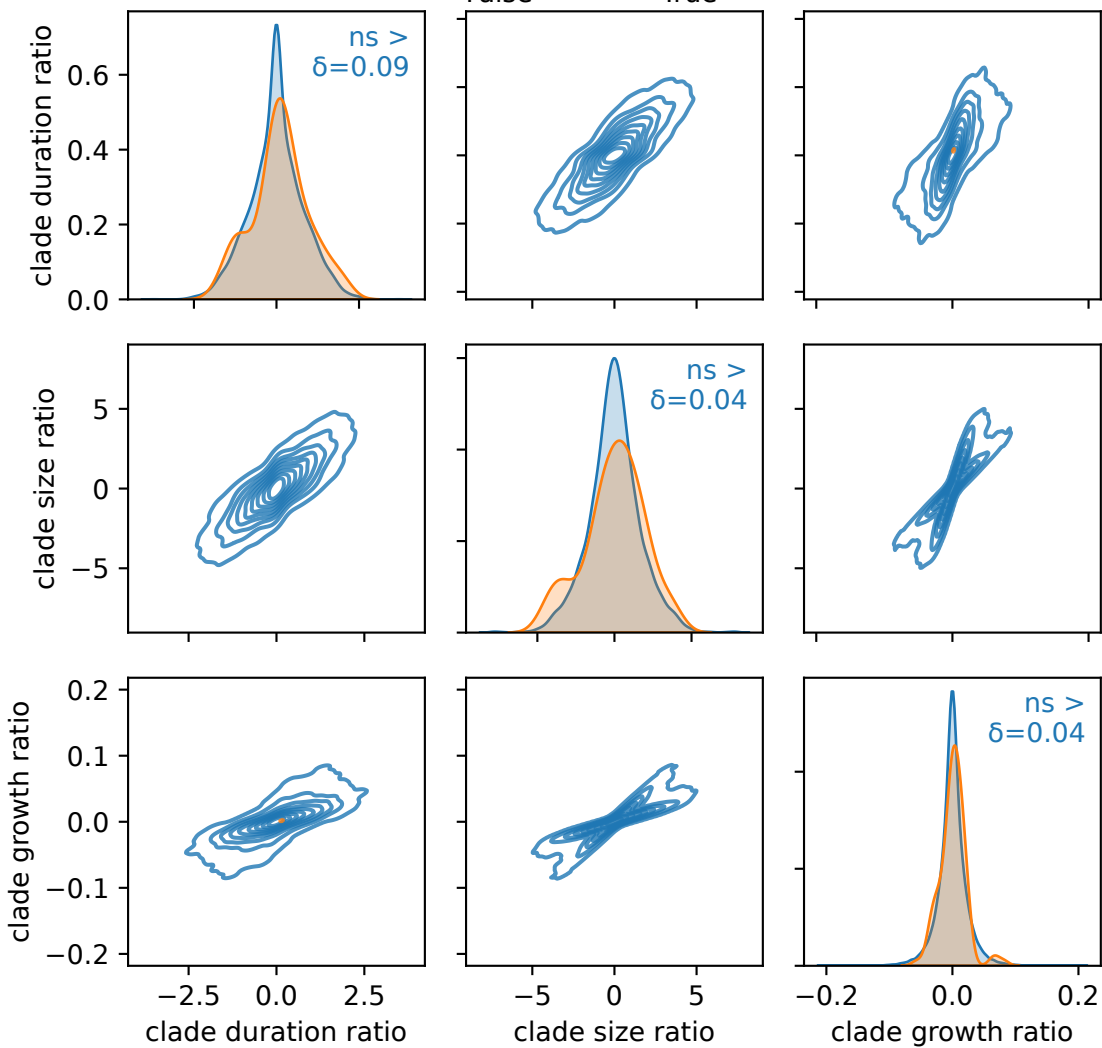 clade duration ratio
0.6
0.4
0.2
0.0
ns >
δ=0.09
clade size ratio
5
0
−5
ns >
δ=0.04
clade growth ratio
0.2
0.1
0.0
−0.1
−0.2
ns >
δ=0.04
−2.5 0.0 2.5
clade duration ratio
−5 0 5
clade size ratio
−0.2 0.0 0.2
clade growth ratio